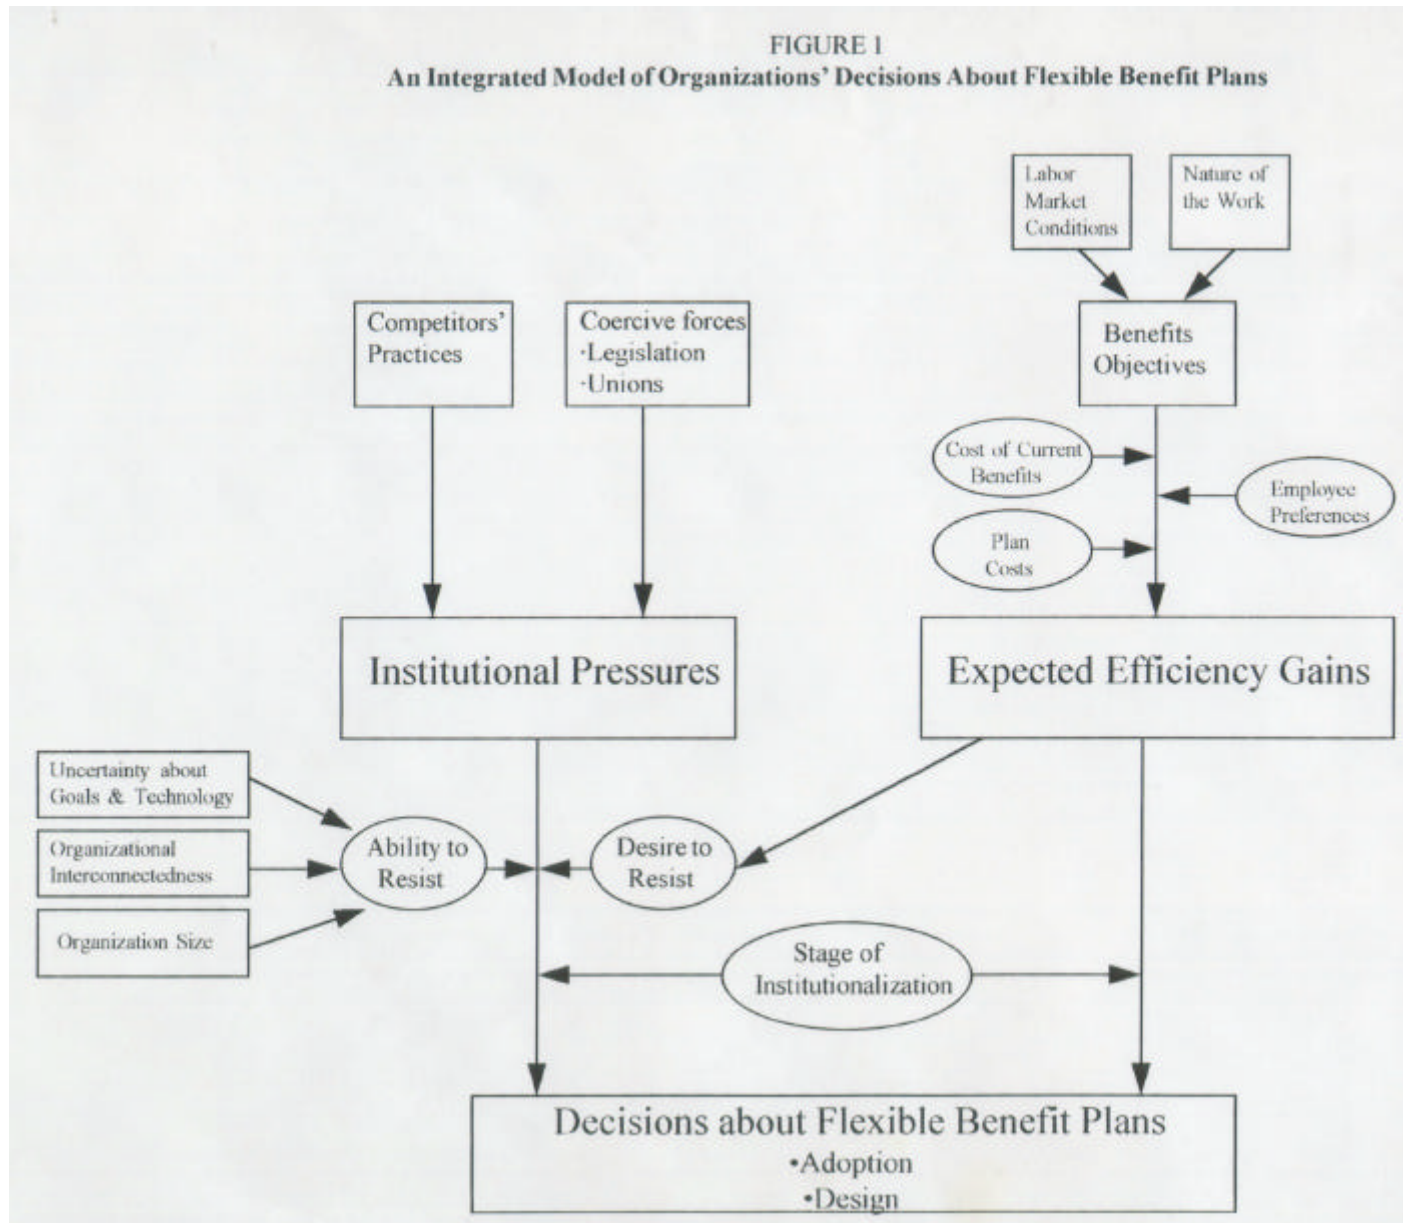 FIGURE 1
An Integrated Model of Organizations' Decisions About Flexible Benefit Plans
Labor
Market
Conditions
Nature of
the Work
Competitors'
Practices
Coercive forces
·Legislation
·Unions
Benefits
Objectives
Cost of Current
Benefits
Employee
Preferences
Plan
Costs
Institutional Pressures
Expected Efficiency Gains
Uncertainty about
Goals & Technology
Organizational
Interconnectedness
Organization Size
Ability to
Resist
Desire to
Resist
Stage of
Institutionalization
Decisions about Flexible Benefit Plans
•Adoption
•Design